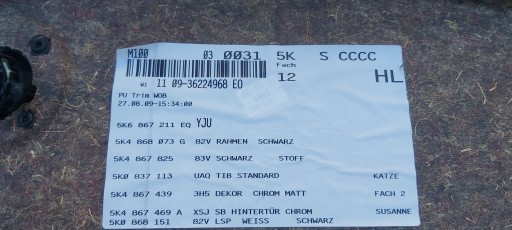 M100 03 0031 5K S CCCC
Fach
12 HL
W1 11 09-36224968 E0
PU Trim WOB
27.08.09-15:34:00
5K6 867 211 EQ YJU
5K4 868 073 G 82V RAHMEN SCHWARZ
5K4 867 825 83V SCHWARZ STOFF
5K0 837 113 UAQ TIB STANDARD KATZE
5K4 867 439 3H5 DEKOR CHROM MATT FACH 2
5K4 867 469 A XSJ SB HINTERTÜR CHROM SUSANNE
5K0 868 151 82V LSP WEISS SCHWARZ